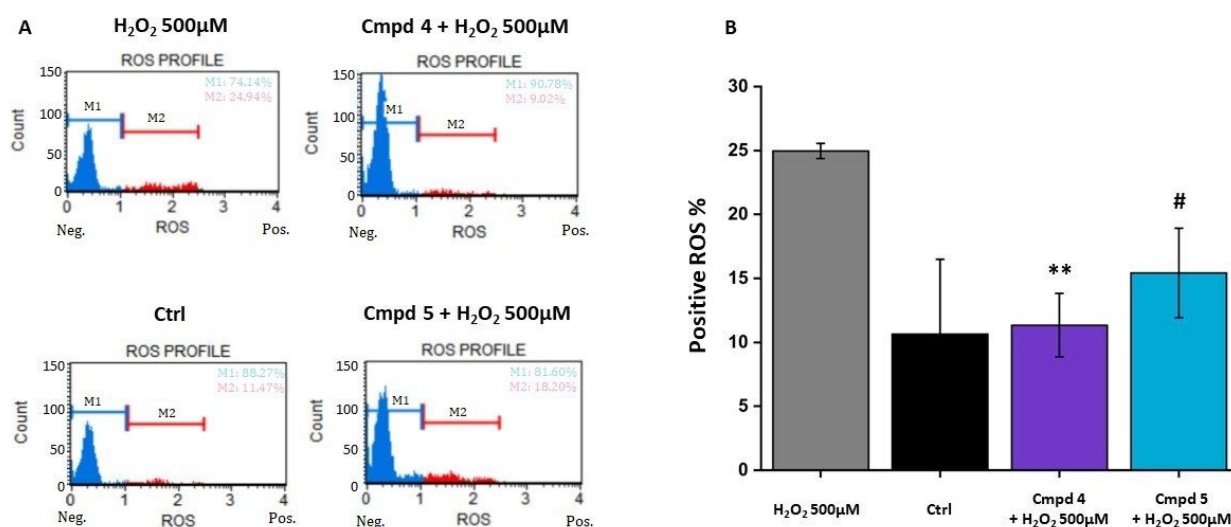 A
H₂O₂ 500µM
ROS PROFILE
M1: 74.14%
M2: 24.94%
150
100
50
0
Count
M1
M2
0 1 2 3 4
Neg. ROS Pos.
Cmpd 4 + H₂O₂ 500µM
ROS PROFILE
M1: 90.78%
M2: 9.02%
150
100
50
0
Count
M1
M2
0 1 2 3 4
Neg. ROS Pos.
Ctrl
ROS PROFILE
M1: 88.27%
M2: 11.47%
150
100
50
0
Count
M1
M2
0 1 2 3 4
Neg. ROS Pos.
Cmpd 5 + H₂O₂ 500µM
ROS PROFILE
M1: 81.60%
M2: 18.20%
150
100
50
0
Count
M1
M2
0 1 2 3 4
Neg. ROS Pos.
B
Positive ROS %
30
25
20
15
10
5
0
**
#
H₂O₂ 500µM
Ctrl
Cmpd 4
+ H₂O₂ 500µM
Cmpd 5
+ H₂O₂ 500µM